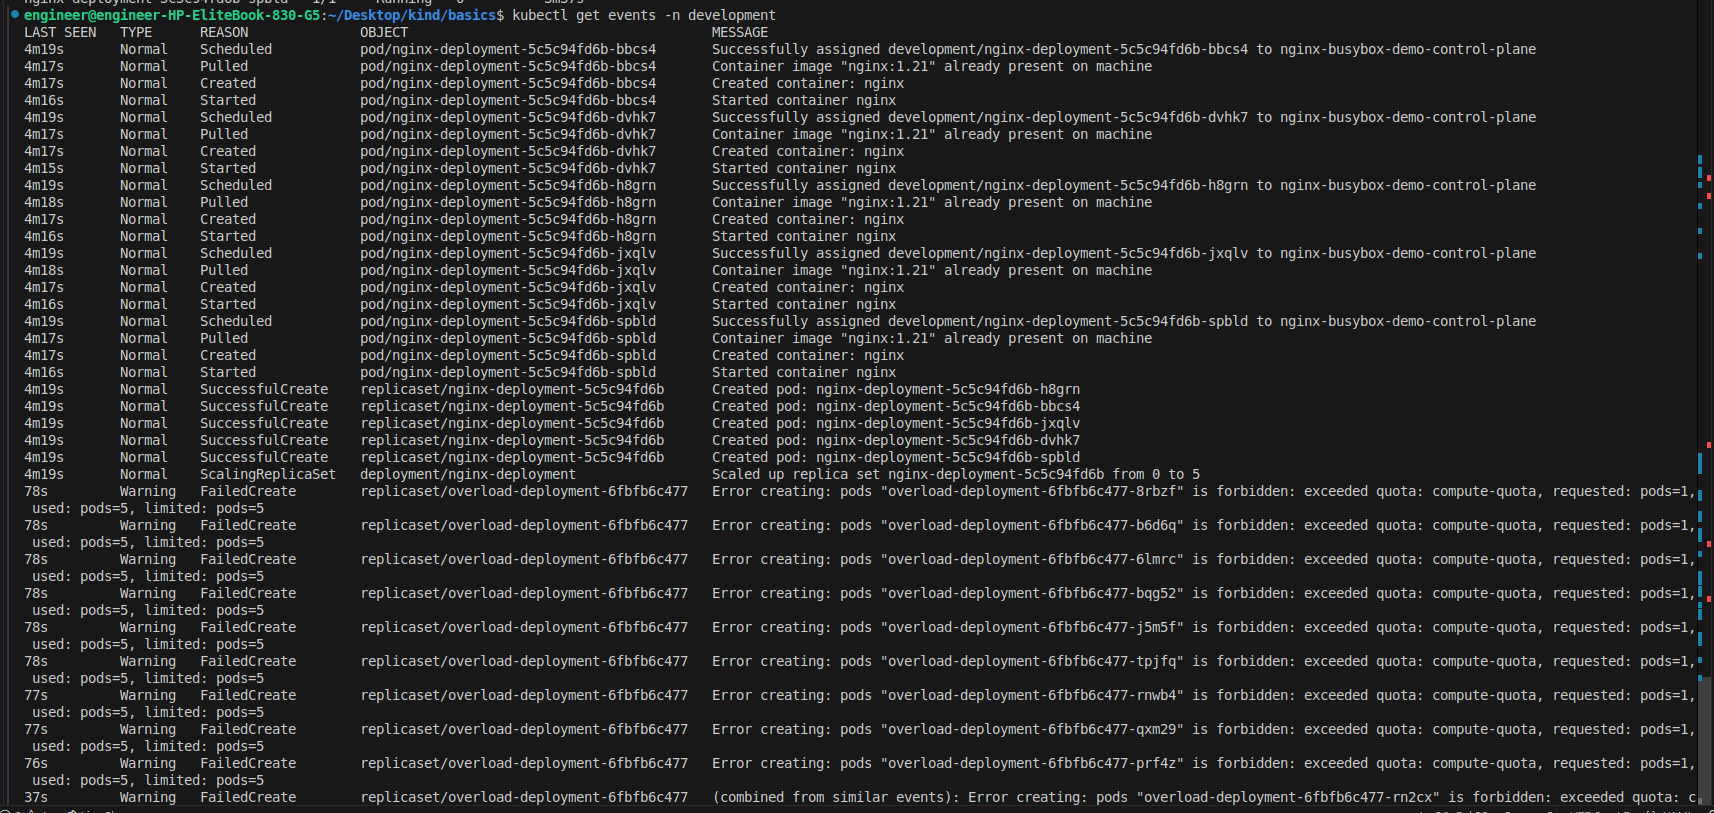 engineer@engineer-HP-EliteBook-830-G5:~/Desktop/kind/basics$ kubectl get events -n development
LAST SEEN   TYPE      REASON              OBJECT                                      MESSAGE
4m19s       Normal    Scheduled           pod/nginx-deployment-5c5c94fd6b-bbcs4       Successfully assigned development/nginx-deployment-5c5c94fd6b-bbcs4 to nginx-busybox-demo-control-plane
4m17s       Normal    Pulled              pod/nginx-deployment-5c5c94fd6b-bbcs4       Container image "nginx:1.21" already present on machine
4m17s       Normal    Created             pod/nginx-deployment-5c5c94fd6b-bbcs4       Created container: nginx
4m16s       Normal    Started             pod/nginx-deployment-5c5c94fd6b-bbcs4       Started container nginx
4m19s       Normal    Scheduled           pod/nginx-deployment-5c5c94fd6b-dvhk7       Successfully assigned development/nginx-deployment-5c5c94fd6b-dvhk7 to nginx-busybox-demo-control-plane
4m17s       Normal    Pulled              pod/nginx-deployment-5c5c94fd6b-dvhk7       Container image "nginx:1.21" already present on machine
4m17s       Normal    Created             pod/nginx-deployment-5c5c94fd6b-dvhk7       Created container: nginx
4m15s       Normal    Started             pod/nginx-deployment-5c5c94fd6b-dvhk7       Started container nginx
4m19s       Normal    Scheduled           pod/nginx-deployment-5c5c94fd6b-h8grn       Successfully assigned development/nginx-deployment-5c5c94fd6b-h8grn to nginx-busybox-demo-control-plane
4m18s       Normal    Pulled              pod/nginx-deployment-5c5c94fd6b-h8grn       Container image "nginx:1.21" already present on machine
4m17s       Normal    Created             pod/nginx-deployment-5c5c94fd6b-h8grn       Created container: nginx
4m16s       Normal    Started             pod/nginx-deployment-5c5c94fd6b-h8grn       Started container nginx
4m19s       Normal    Scheduled           pod/nginx-deployment-5c5c94fd6b-jxqlv       Successfully assigned development/nginx-deployment-5c5c94fd6b-jxqlv to nginx-busybox-demo-control-plane
4m18s       Normal    Pulled              pod/nginx-deployment-5c5c94fd6b-jxqlv       Container image "nginx:1.21" already present on machine
4m17s       Normal    Created             pod/nginx-deployment-5c5c94fd6b-jxqlv       Created container: nginx
4m16s       Normal    Started             pod/nginx-deployment-5c5c94fd6b-jxqlv       Started container nginx
4m19s       Normal    Scheduled           pod/nginx-deployment-5c5c94fd6b-spbld       Successfully assigned development/nginx-deployment-5c5c94fd6b-spbld to nginx-busybox-demo-control-plane
4m17s       Normal    Pulled              pod/nginx-deployment-5c5c94fd6b-spbld       Container image "nginx:1.21" already present on machine
4m17s       Normal    Created             pod/nginx-deployment-5c5c94fd6b-spbld       Created container: nginx
4m16s       Normal    Started             pod/nginx-deployment-5c5c94fd6b-spbld       Started container nginx
4m19s       Normal    SuccessfulCreate    replicaset/nginx-deployment-5c5c94fd6b      Created pod: nginx-deployment-5c5c94fd6b-h8grn
4m19s       Normal    SuccessfulCreate    replicaset/nginx-deployment-5c5c94fd6b      Created pod: nginx-deployment-5c5c94fd6b-bbcs4
4m19s       Normal    SuccessfulCreate    replicaset/nginx-deployment-5c5c94fd6b      Created pod: nginx-deployment-5c5c94fd6b-jxqlv
4m19s       Normal    SuccessfulCreate    replicaset/nginx-deployment-5c5c94fd6b      Created pod: nginx-deployment-5c5c94fd6b-dvhk7
4m19s       Normal    SuccessfulCreate    replicaset/nginx-deployment-5c5c94fd6b      Created pod: nginx-deployment-5c5c94fd6b-spbld
4m19s       Normal    ScalingReplicaSet   deployment/nginx-deployment                 Scaled up replica set nginx-deployment-5c5c94fd6b from 0 to 5
78s         Warning   FailedCreate        replicaset/overload-deployment-6fbfb6c477   Error creating: pods "overload-deployment-6fbfb6c477-8rbzf" is forbidden: exceeded quota: compute-quota, requested: pods=1,
used: pods=5, limited: pods=5
78s         Warning   FailedCreate        replicaset/overload-deployment-6fbfb6c477   Error creating: pods "overload-deployment-6fbfb6c477-b6d6q" is forbidden: exceeded quota: compute-quota, requested: pods=1,
used: pods=5, limited: pods=5
78s         Warning   FailedCreate        replicaset/overload-deployment-6fbfb6c477   Error creating: pods "overload-deployment-6fbfb6c477-6lmrc" is forbidden: exceeded quota: compute-quota, requested: pods=1,
used: pods=5, limited: pods=5
78s         Warning   FailedCreate        replicaset/overload-deployment-6fbfb6c477   Error creating: pods "overload-deployment-6fbfb6c477-bqg52" is forbidden: exceeded quota: compute-quota, requested: pods=1,
used: pods=5, limited: pods=5
78s         Warning   FailedCreate        replicaset/overload-deployment-6fbfb6c477   Error creating: pods "overload-deployment-6fbfb6c477-j5m5f" is forbidden: exceeded quota: compute-quota, requested: pods=1,
used: pods=5, limited: pods=5
78s         Warning   FailedCreate        replicaset/overload-deployment-6fbfb6c477   Error creating: pods "overload-deployment-6fbfb6c477-tpjfq" is forbidden: exceeded quota: compute-quota, requested: pods=1,
used: pods=5, limited: pods=5
77s         Warning   FailedCreate        replicaset/overload-deployment-6fbfb6c477   Error creating: pods "overload-deployment-6fbfb6c477-rnwb4" is forbidden: exceeded quota: compute-quota, requested: pods=1,
used: pods=5, limited: pods=5
77s         Warning   FailedCreate        replicaset/overload-deployment-6fbfb6c477   Error creating: pods "overload-deployment-6fbfb6c477-qxm29" is forbidden: exceeded quota: compute-quota, requested: pods=1,
used: pods=5, limited: pods=5
76s         Warning   FailedCreate        replicaset/overload-deployment-6fbfb6c477   Error creating: pods "overload-deployment-6fbfb6c477-prf4z" is forbidden: exceeded quota: compute-quota, requested: pods=1,
used: pods=5, limited: pods=5
37s         Warning   FailedCreate        replicaset/overload-deployment-6fbfb6c477   (combined from similar events): Error creating: pods "overload-deployment-6fbfb6c477-rn2cx" is forbidden: exceeded quota: c